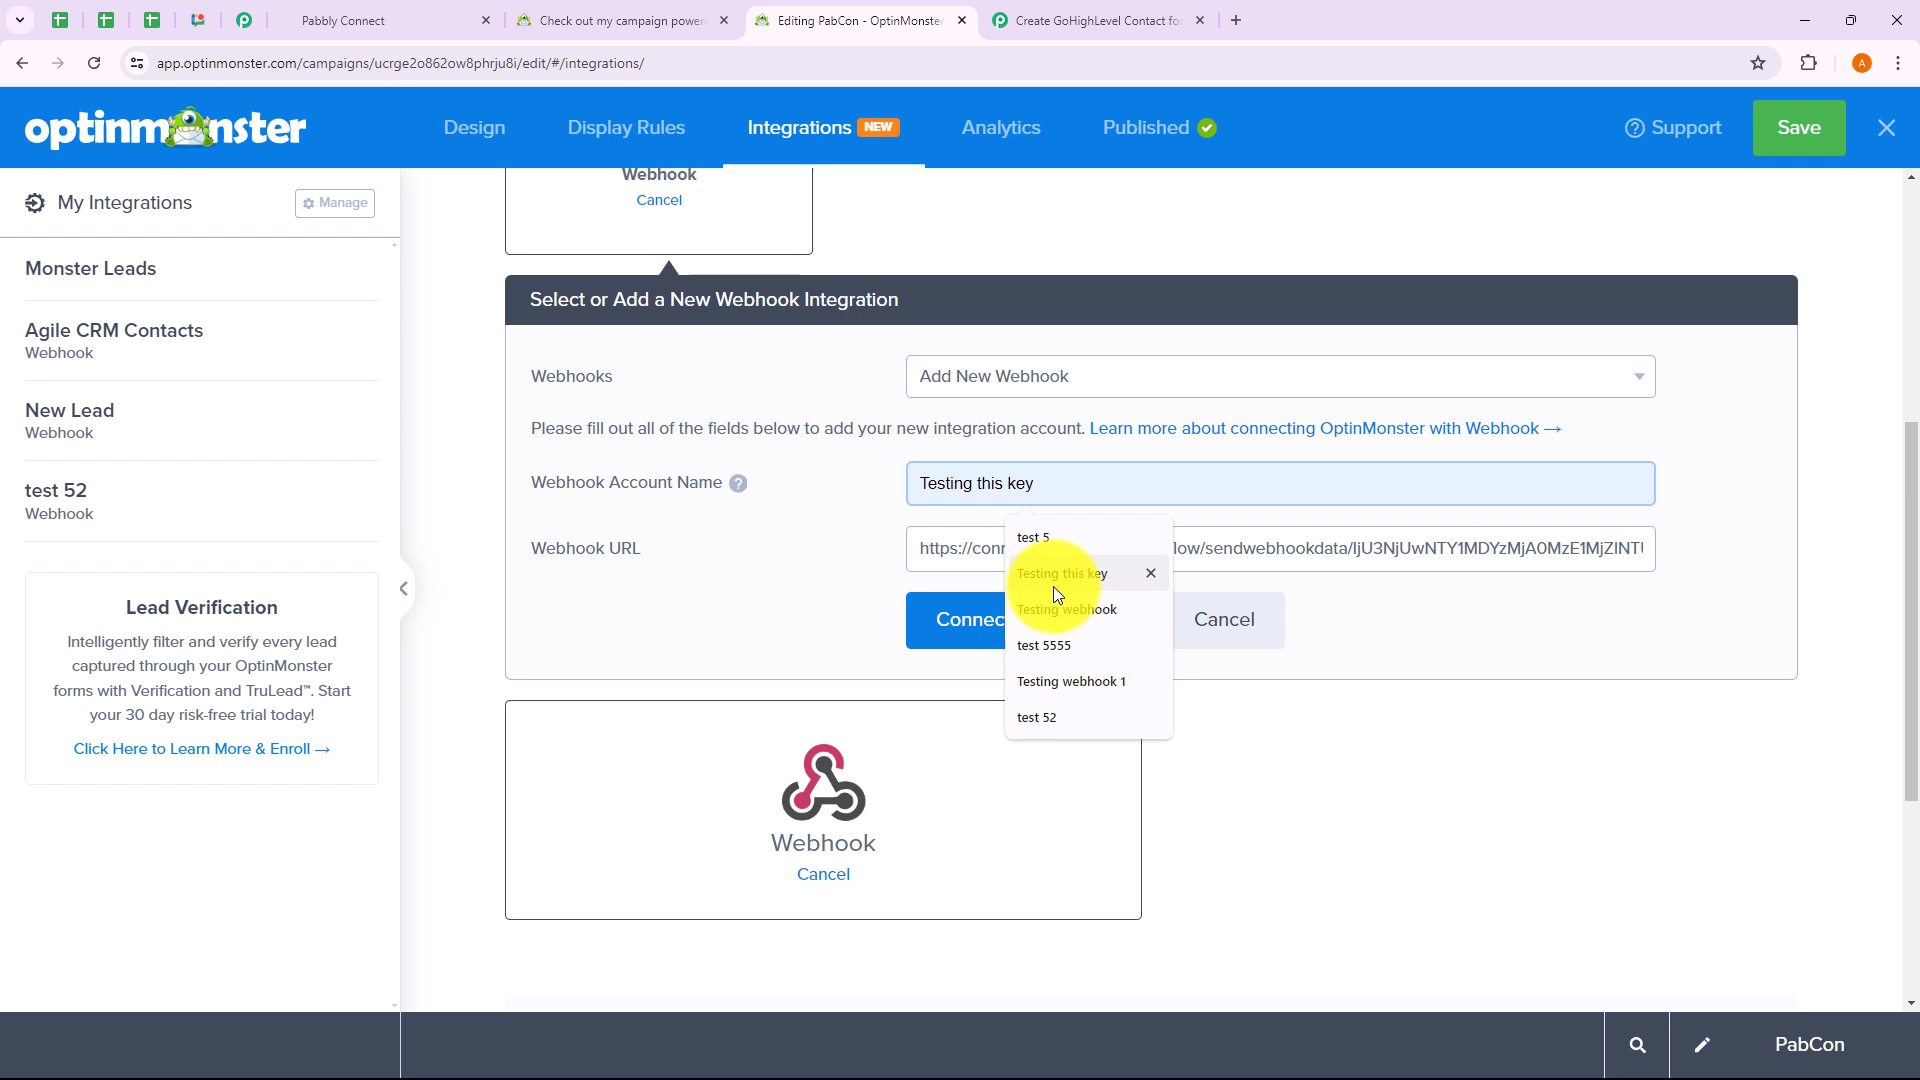 Pabbly Connect
Check out my campaign power
Editing PabCon - OptinMonster
Create GoHighLevel Contact fo
app.optinmonster.com/campaigns/ucrge2o862ow8phrju8i/edit/#/integrations/
A
optinmonster
Design
Display Rules
Integrations NEW
Analytics
Published
Support
Save
My Integrations
Manage
Monster Leads
Agile CRM Contacts
Webhook
New Lead
Webhook
test 52
Webhook
Lead Verification
Intelligently filter and verify every lead
captured through your OptinMonster
forms with Verification and TruLead™. Start
your 30 day risk-free trial today!
Click Here to Learn More & Enroll →
Webhook
Cancel
Select or Add a New Webhook Integration
Webhooks
Add New Webhook
Please fill out all of the fields below to add your new integration account. Learn more about connecting OptinMonster with Webhook →
Webhook Account Name ?
Testing this key
Webhook URL
test 5
Testing this key
Testing webhook
test 5555
Testing webhook 1
test 52
Cancel
Webhook
Cancel
PabCon